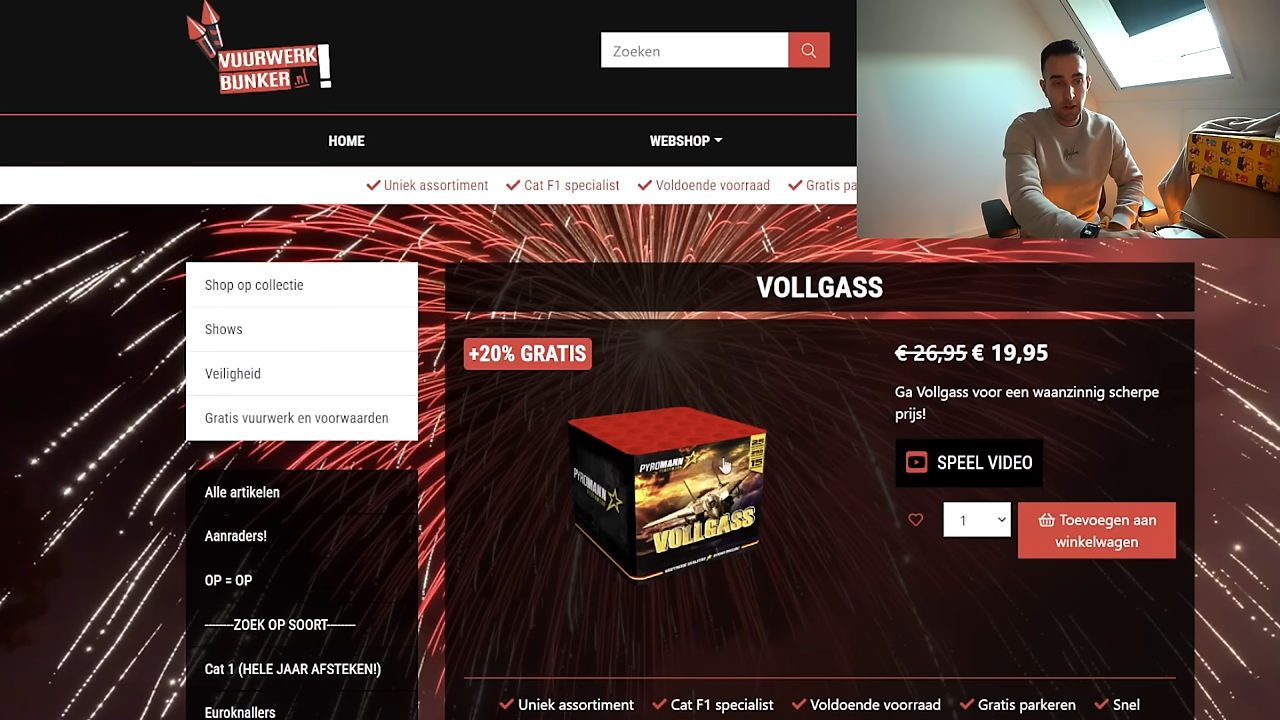 VUURWERK
BUNKER.nl
Zoeken
HOME
WEBSHOP
Uniek assortiment
Cat F1 specialist
Voldoende voorraad
Gratis pa
Shop op collectie
Shows
Veiligheid
Gratis vuurwerk en voorwaarden
Alle artikelen
Aanraders!
OP = OP
--------ZOEK OP SOORT--------
Cat 1 (HELE JAAR AFSTEKEN!)
Euroknallers
VOLLGASS
+20% GRATIS
PYROMANN
PYROMANN
VOLLGASS
€ 26,95 € 19,95
Ga Vollgass voor een waanzinnig scherpe
prijs!
SPEEL VIDEO
1
Toevoegen aan
winkelwagen
Uniek assortiment
Cat F1 specialist
Voldoende voorraad
Gratis parkeren
Snel